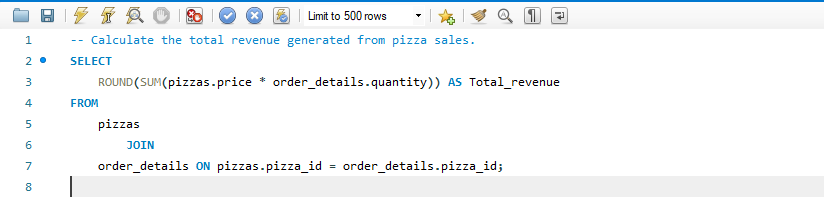 Limit to 500 rows
1 -- Calculate the total revenue generated from pizza sales.
2 SELECT
3 ROUND(SUM(pizzas.price * order_details.quantity)) AS Total_revenue
4 FROM
5 pizzas
6 JOIN
7 order_details ON pizzas.pizza_id = order_details.pizza_id;
8